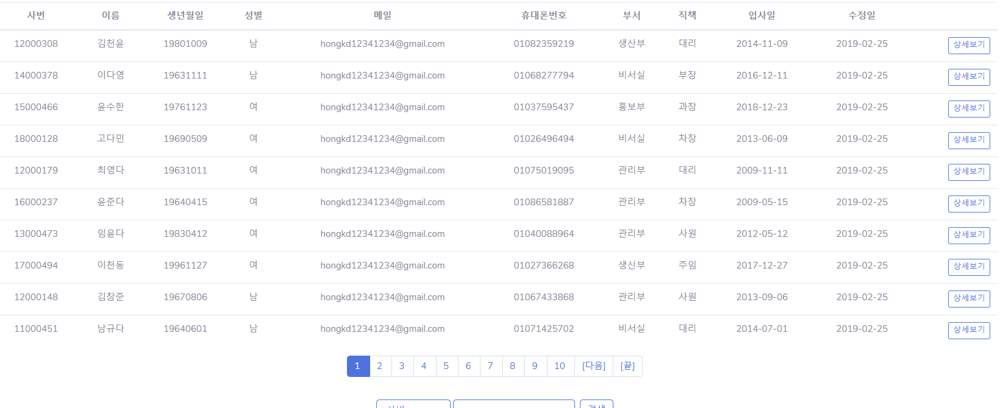 사번 이름 생년월일 성별 메일 휴대폰번호 부서 직책 입사일 수정일
12000308 김천윤 19801009 남 hongkd12341234@gmail.com 01082359219 생산부 대리 2014-11-09 2019-02-25 상세보기
14000378 이다영 19631111 남 hongkd12341234@gmail.com 01068277794 비서실 부장 2016-12-11 2019-02-25 상세보기
15000466 윤수한 19761123 여 hongkd12341234@gmail.com 01037595437 홍보부 과장 2018-12-23 2019-02-25 상세보기
18000128 고다민 19690509 여 hongkd12341234@gmail.com 01026496494 비서실 차장 2013-06-09 2019-02-25 상세보기
12000179 최영다 19631011 여 hongkd12341234@gmail.com 01075019095 관리부 대리 2009-11-11 2019-02-25 상세보기
16000237 윤준다 19640415 여 hongkd12341234@gmail.com 01086581887 관리부 차장 2009-05-15 2019-02-25 상세보기
13000473 임윤다 19830412 여 hongkd12341234@gmail.com 01040088964 관리부 사원 2012-05-12 2019-02-25 상세보기
17000494 이천동 19961127 여 hongkd12341234@gmail.com 01027366268 생산부 주임 2017-12-27 2019-02-25 상세보기
12000148 김창준 19670806 남 hongkd12341234@gmail.com 01067433868 관리부 사원 2013-09-06 2019-02-25 상세보기
11000451 남규다 19640601 남 hongkd12341234@gmail.com 01071425702 비서실 대리 2014-07-01 2019-02-25 상세보기
1 2 3 4 5 6 7 8 9 10 [다음] [끝]